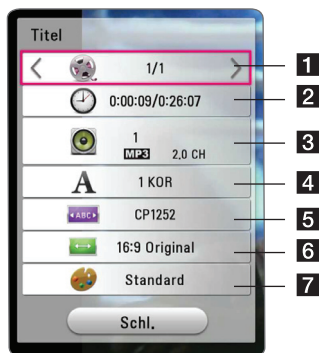 Titel
1/1 1
0:00:09/0:26:07 2
1
MP3 2.0 CH 3
A 1 KOR 4
ABC CP1252 5
16:9 Original 6
Standard 7
Schl.